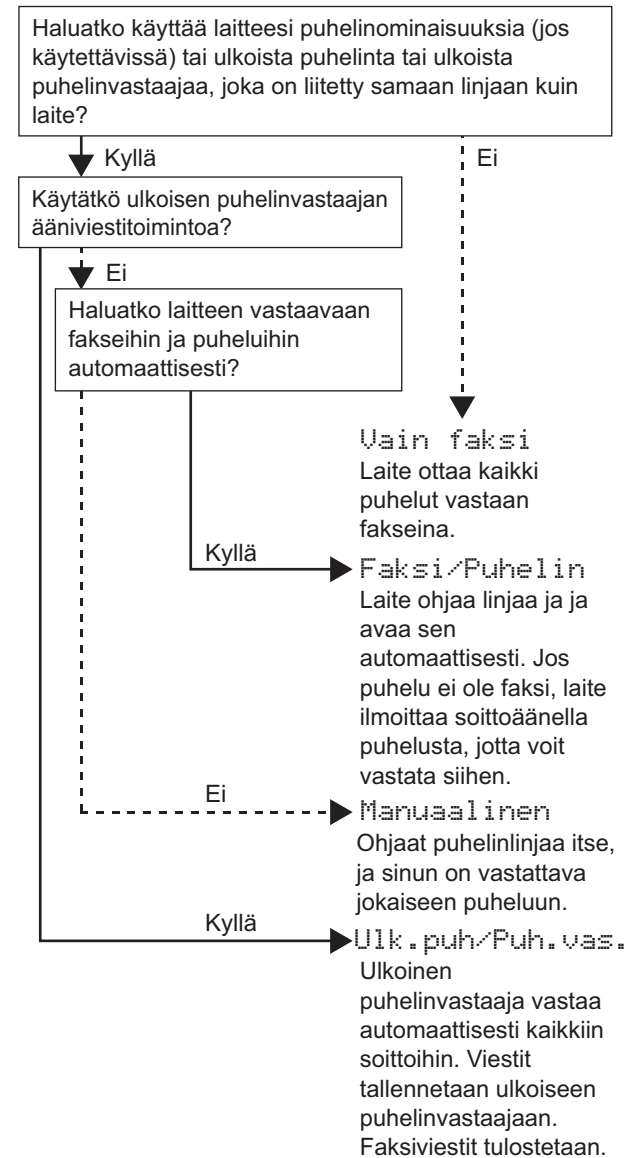 Haluatko käyttää laitteesi puhelinominaisuuksia (jos
käytettävissä) tai ulkoista puhelinta tai ulkoista
puhelinvastaajaa, joka on liitetty samaan linjaan kuin
laite?
Kyllä
Ei
Käytätkö ulkoisen puhelinvastaajan
ääniviestitoimintoa?
Ei
Haluatko laitteen vastaavaan
fakseihin ja puheluihin
automaattisesti?
Vain faksi
Laite ottaa kaikki
puhelut vastaan
fakseina.
Kyllä
Faksi/Puhelin
Laite ohjaa linjaa ja ja
avaa sen
automaattisesti. Jos
puhelu ei ole faksi, laite
ilmoittaa soittoäänella
puhelusta, jotta voit
vastata siihen.
Ei
Manuaalinen
Ohjaat puhelinlinjaa itse,
ja sinun on vastattava
jokaiseen puheluun.
Kyllä
Ulk.puh/Puh.vas.
Ulkoinen
puhelinvastaaja vastaa
automaattisesti kaikkiin
soittoihin. Viestit
tallennetaan ulkoiseen
puhelinvastaajaan.
Faksiviestit tulostetaan.